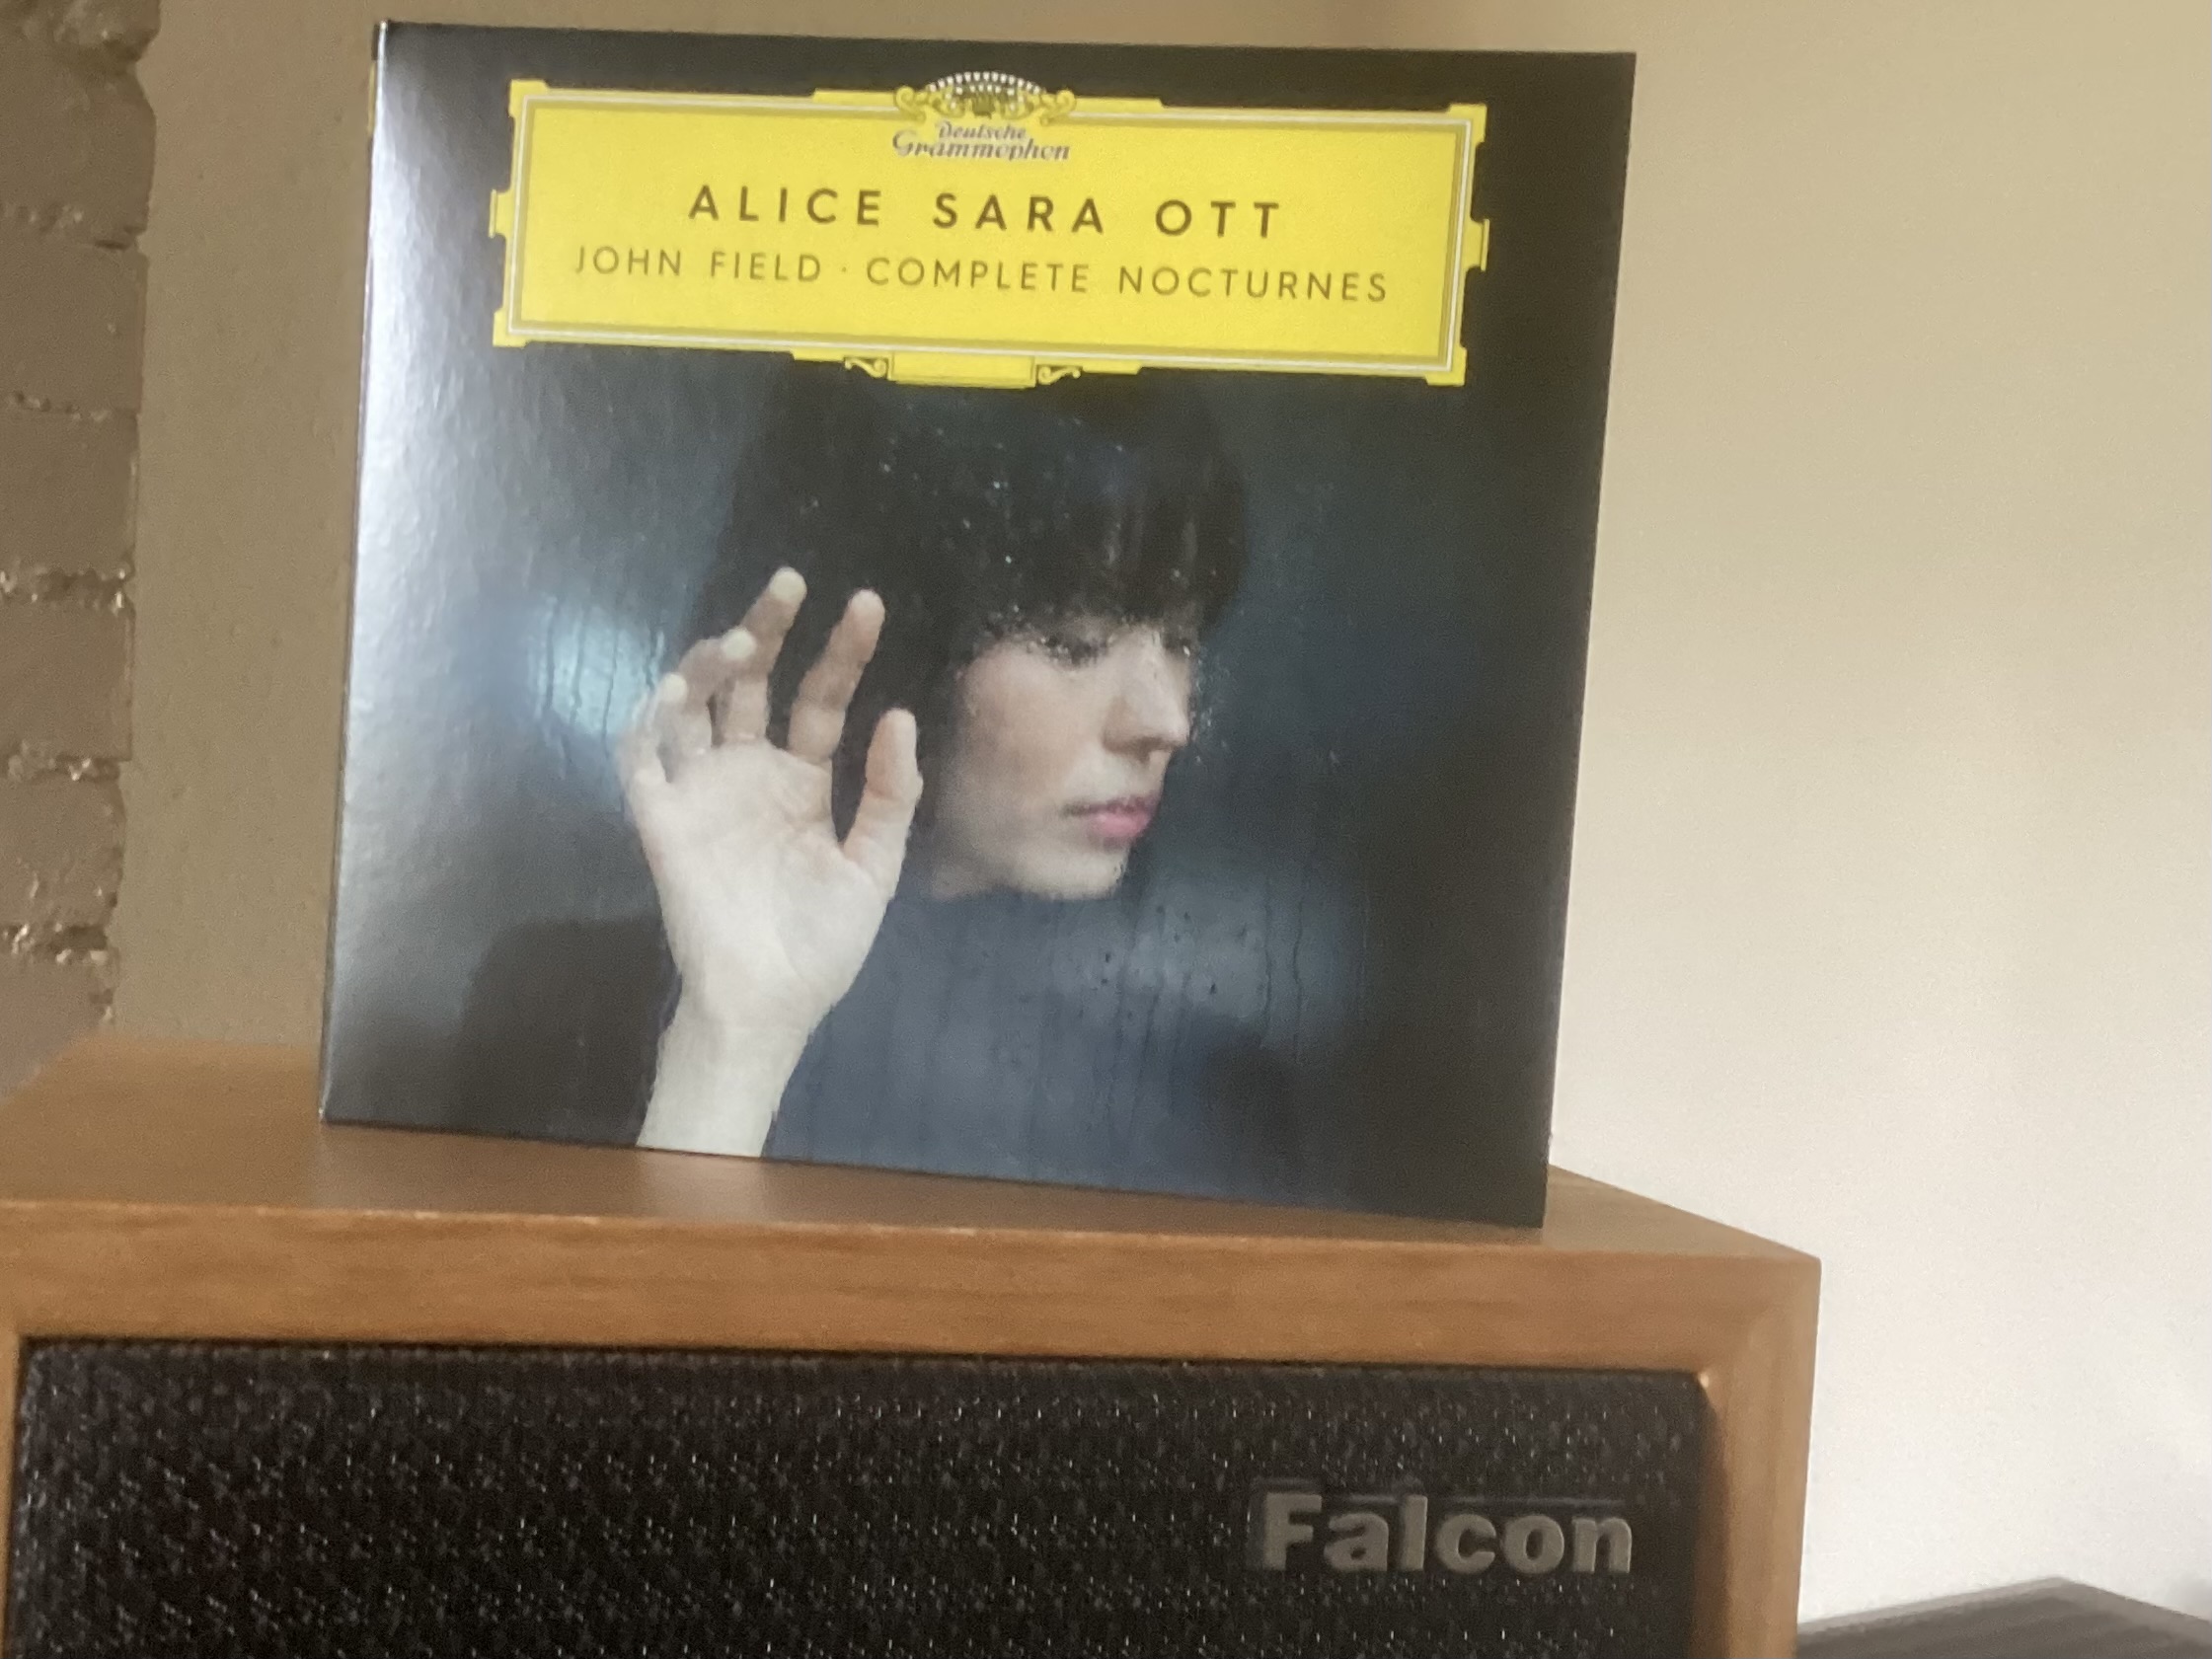 Deutsche
Grammophon
ALICE SARA OTT
JOHN FIELD · COMPLETE NOCTURNES
Falcon